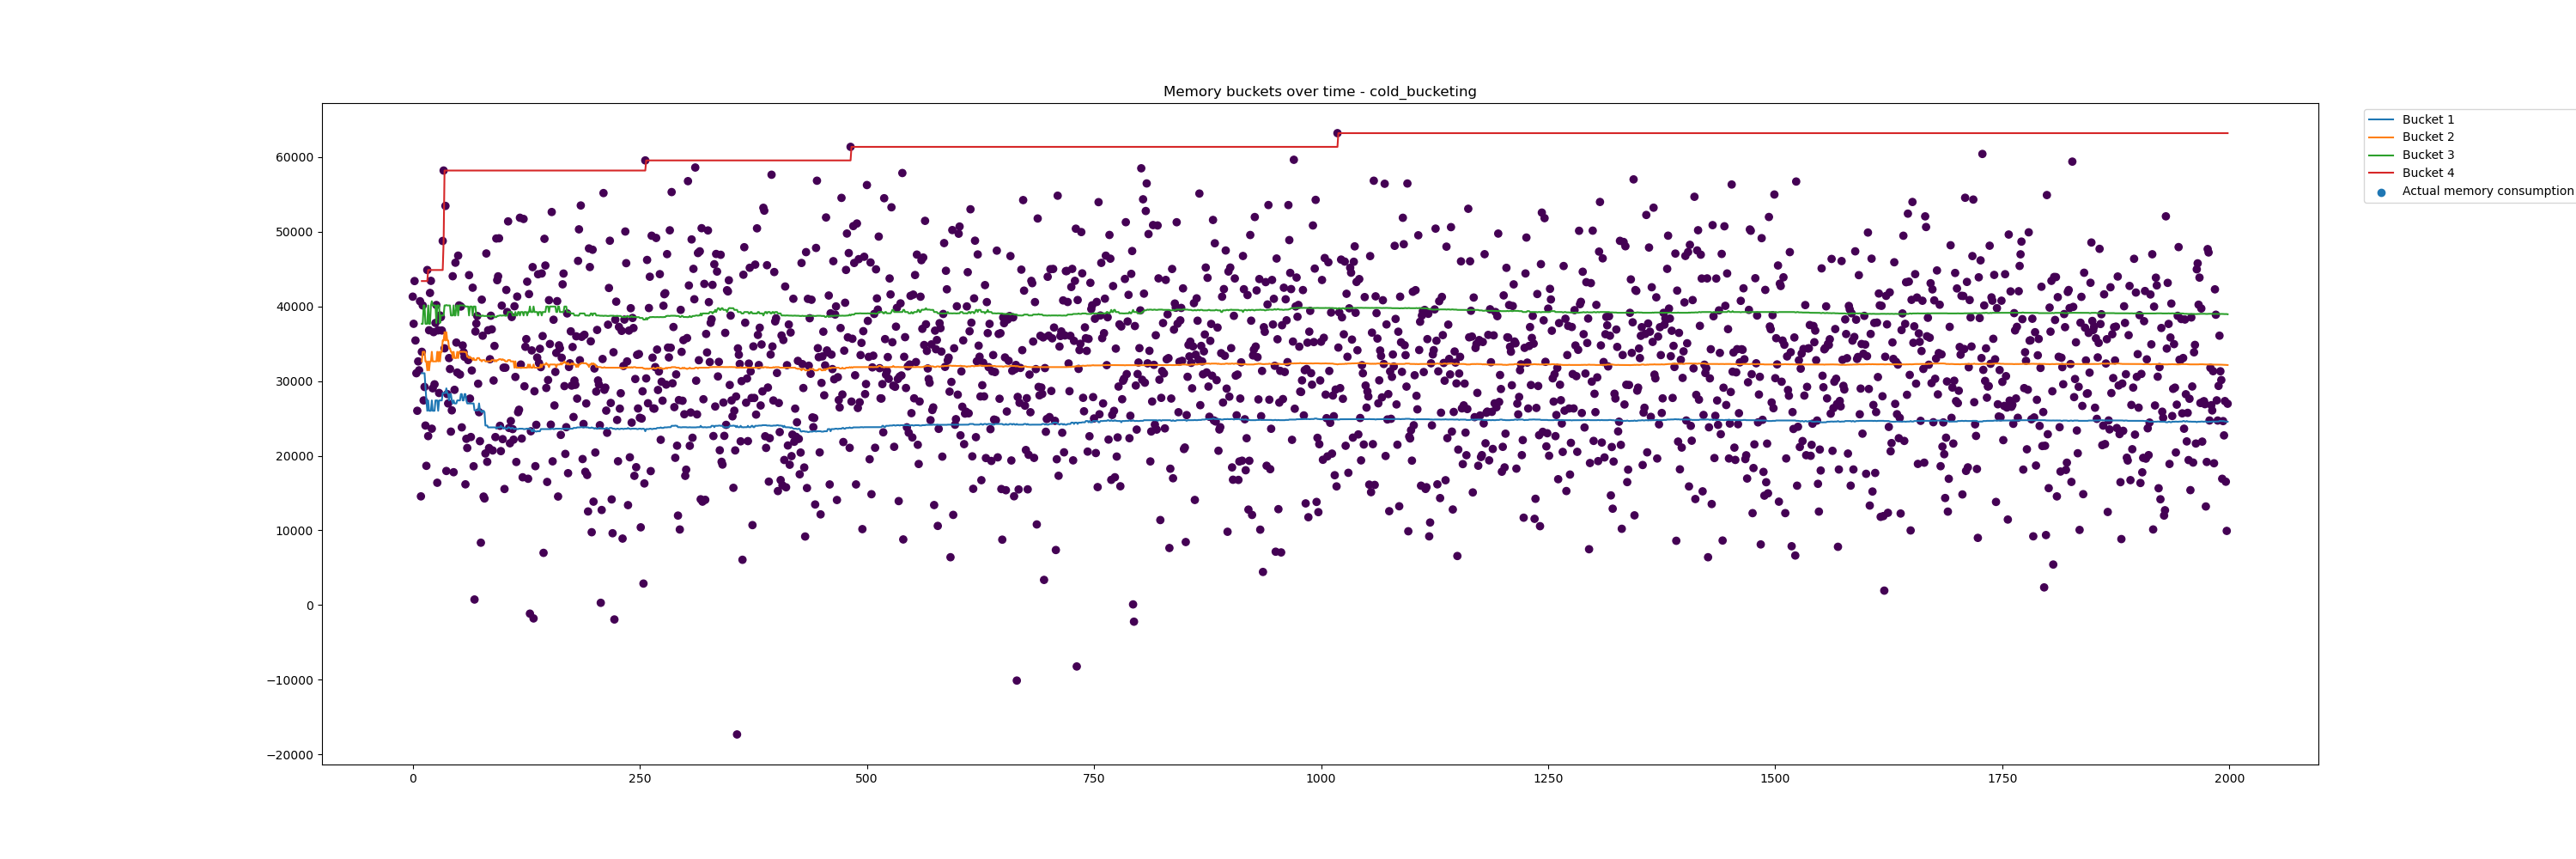 Memory buckets over time - cold_bucketing
Bucket 1
Bucket 2
Bucket 3
Bucket 4
Actual memory consumption
60000
50000
40000
30000
20000
10000
0
−10000
−20000
0 250 500 750 1000 1250 1500 1750 2000